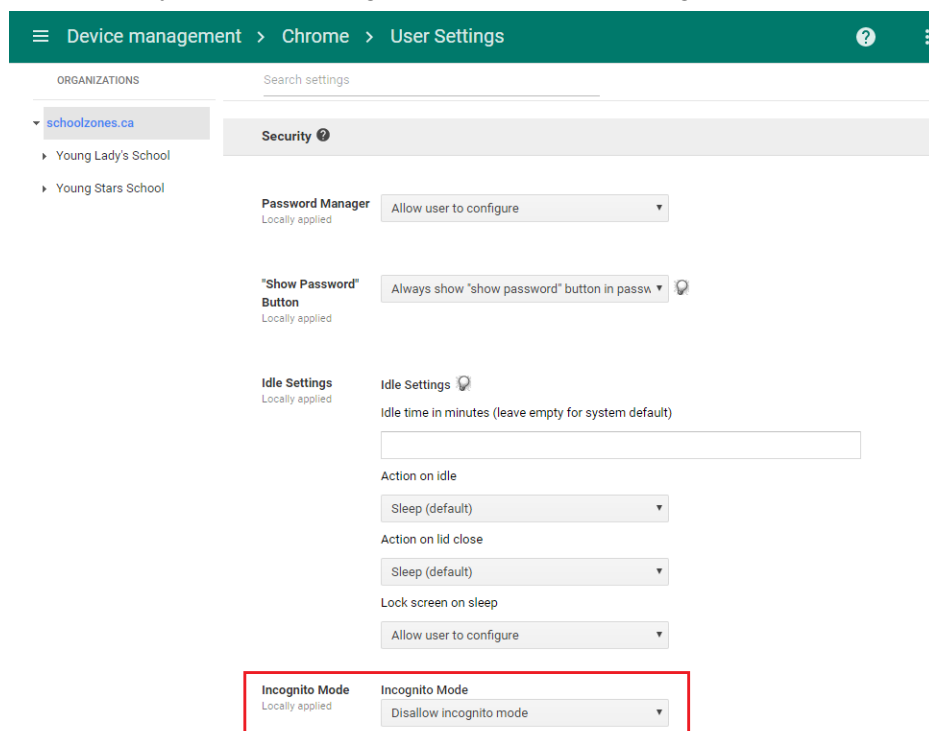 Device management > Chrome > User Settings
ORGANIZATIONS
Search settings
schoolzones.ca
Young Lady's School
Young Stars School
Security
Password Manager
Locally applied
Allow user to configure
"Show Password"
Button
Locally applied
Always show "show password" button in passw
Idle Settings
Locally applied
Idle Settings
Idle time in minutes (leave empty for system default)
Action on idle
Sleep (default)
Action on lid close
Sleep (default)
Lock screen on sleep
Allow user to configure
Incognito Mode
Locally applied
Incognito Mode
Disallow incognito mode